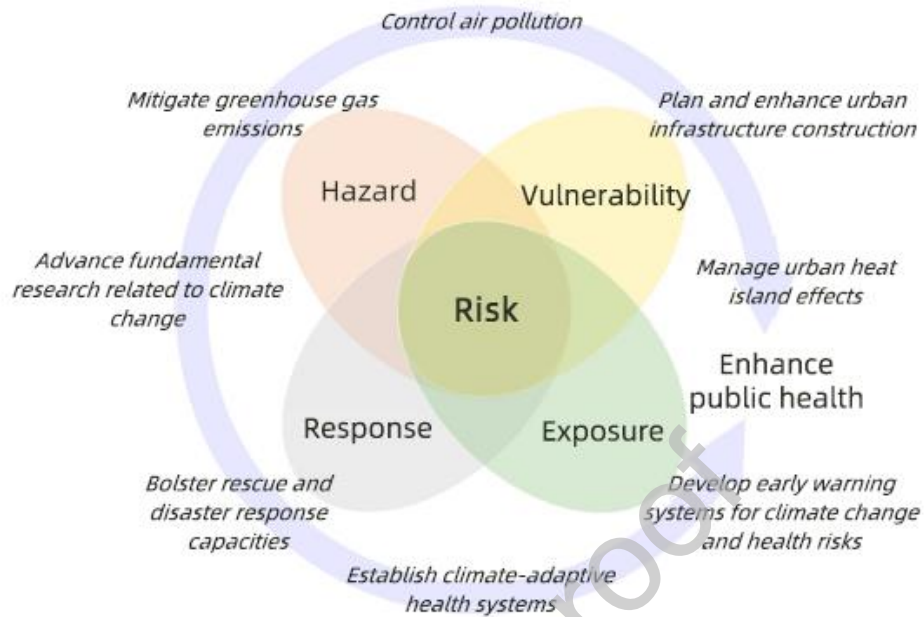 Control air pollution
Mitigate greenhouse gas
emissions
Plan and enhance urban
infrastructure construction
Hazard
Vulnerability
Advance fundamental
research related to climate
change
Manage urban heat
island effects
Risk
Enhance
public health
Response
Exposure
Bolster rescue and
disaster response
capacities
Develop early warning
systems for climate change
and health risks
Establish climate-adaptive
health systems
roof